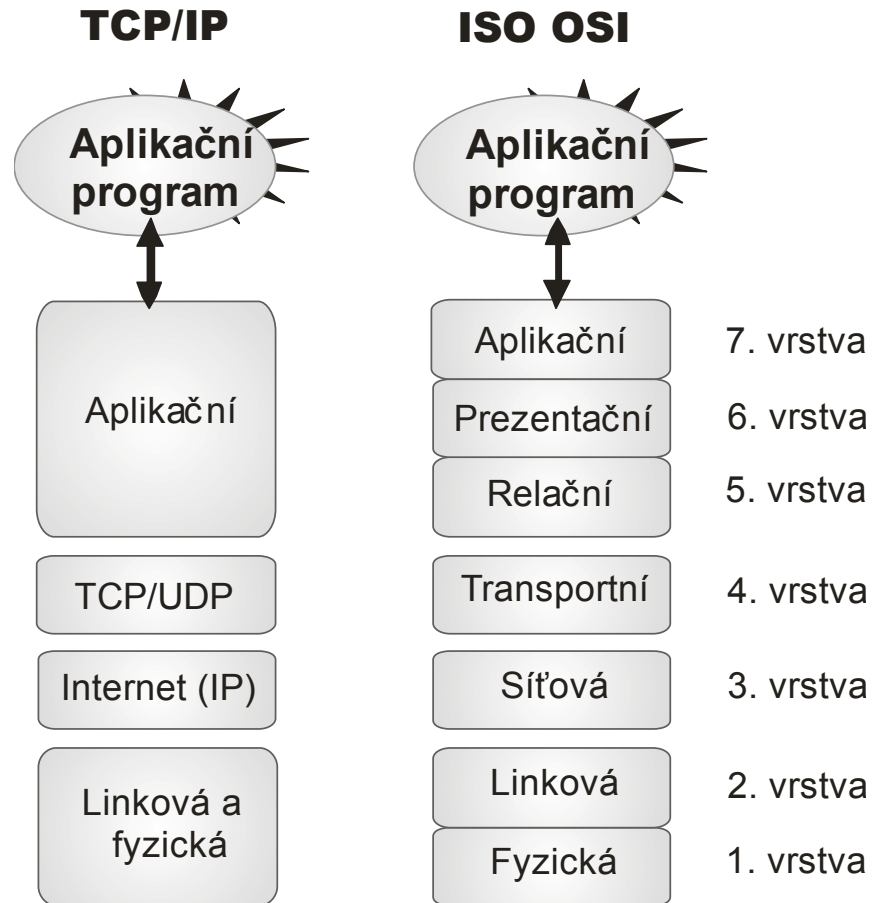 TCP/IP
Aplikační
program
Aplikační
TCP/UDP
Internet (IP)
Linková a
fyzická
ISO OSI
Aplikační
program
Aplikační
7. vrstva
Prezentační
6. vrstva
Relační
5. vrstva
Transportní
4. vrstva
Síťová
3. vrstva
Linková
2. vrstva
Fyzická
1. vrstva